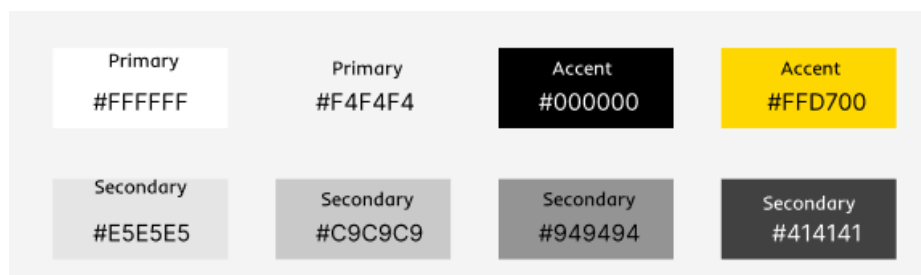 Primary
#FFFFFF
Primary
#F4F4F4
Accent
#000000
Accent
#FFD700
Secondary
#E5E5E5
Secondary
#C9C9C9
Secondary
#949494
Secondary
#414141